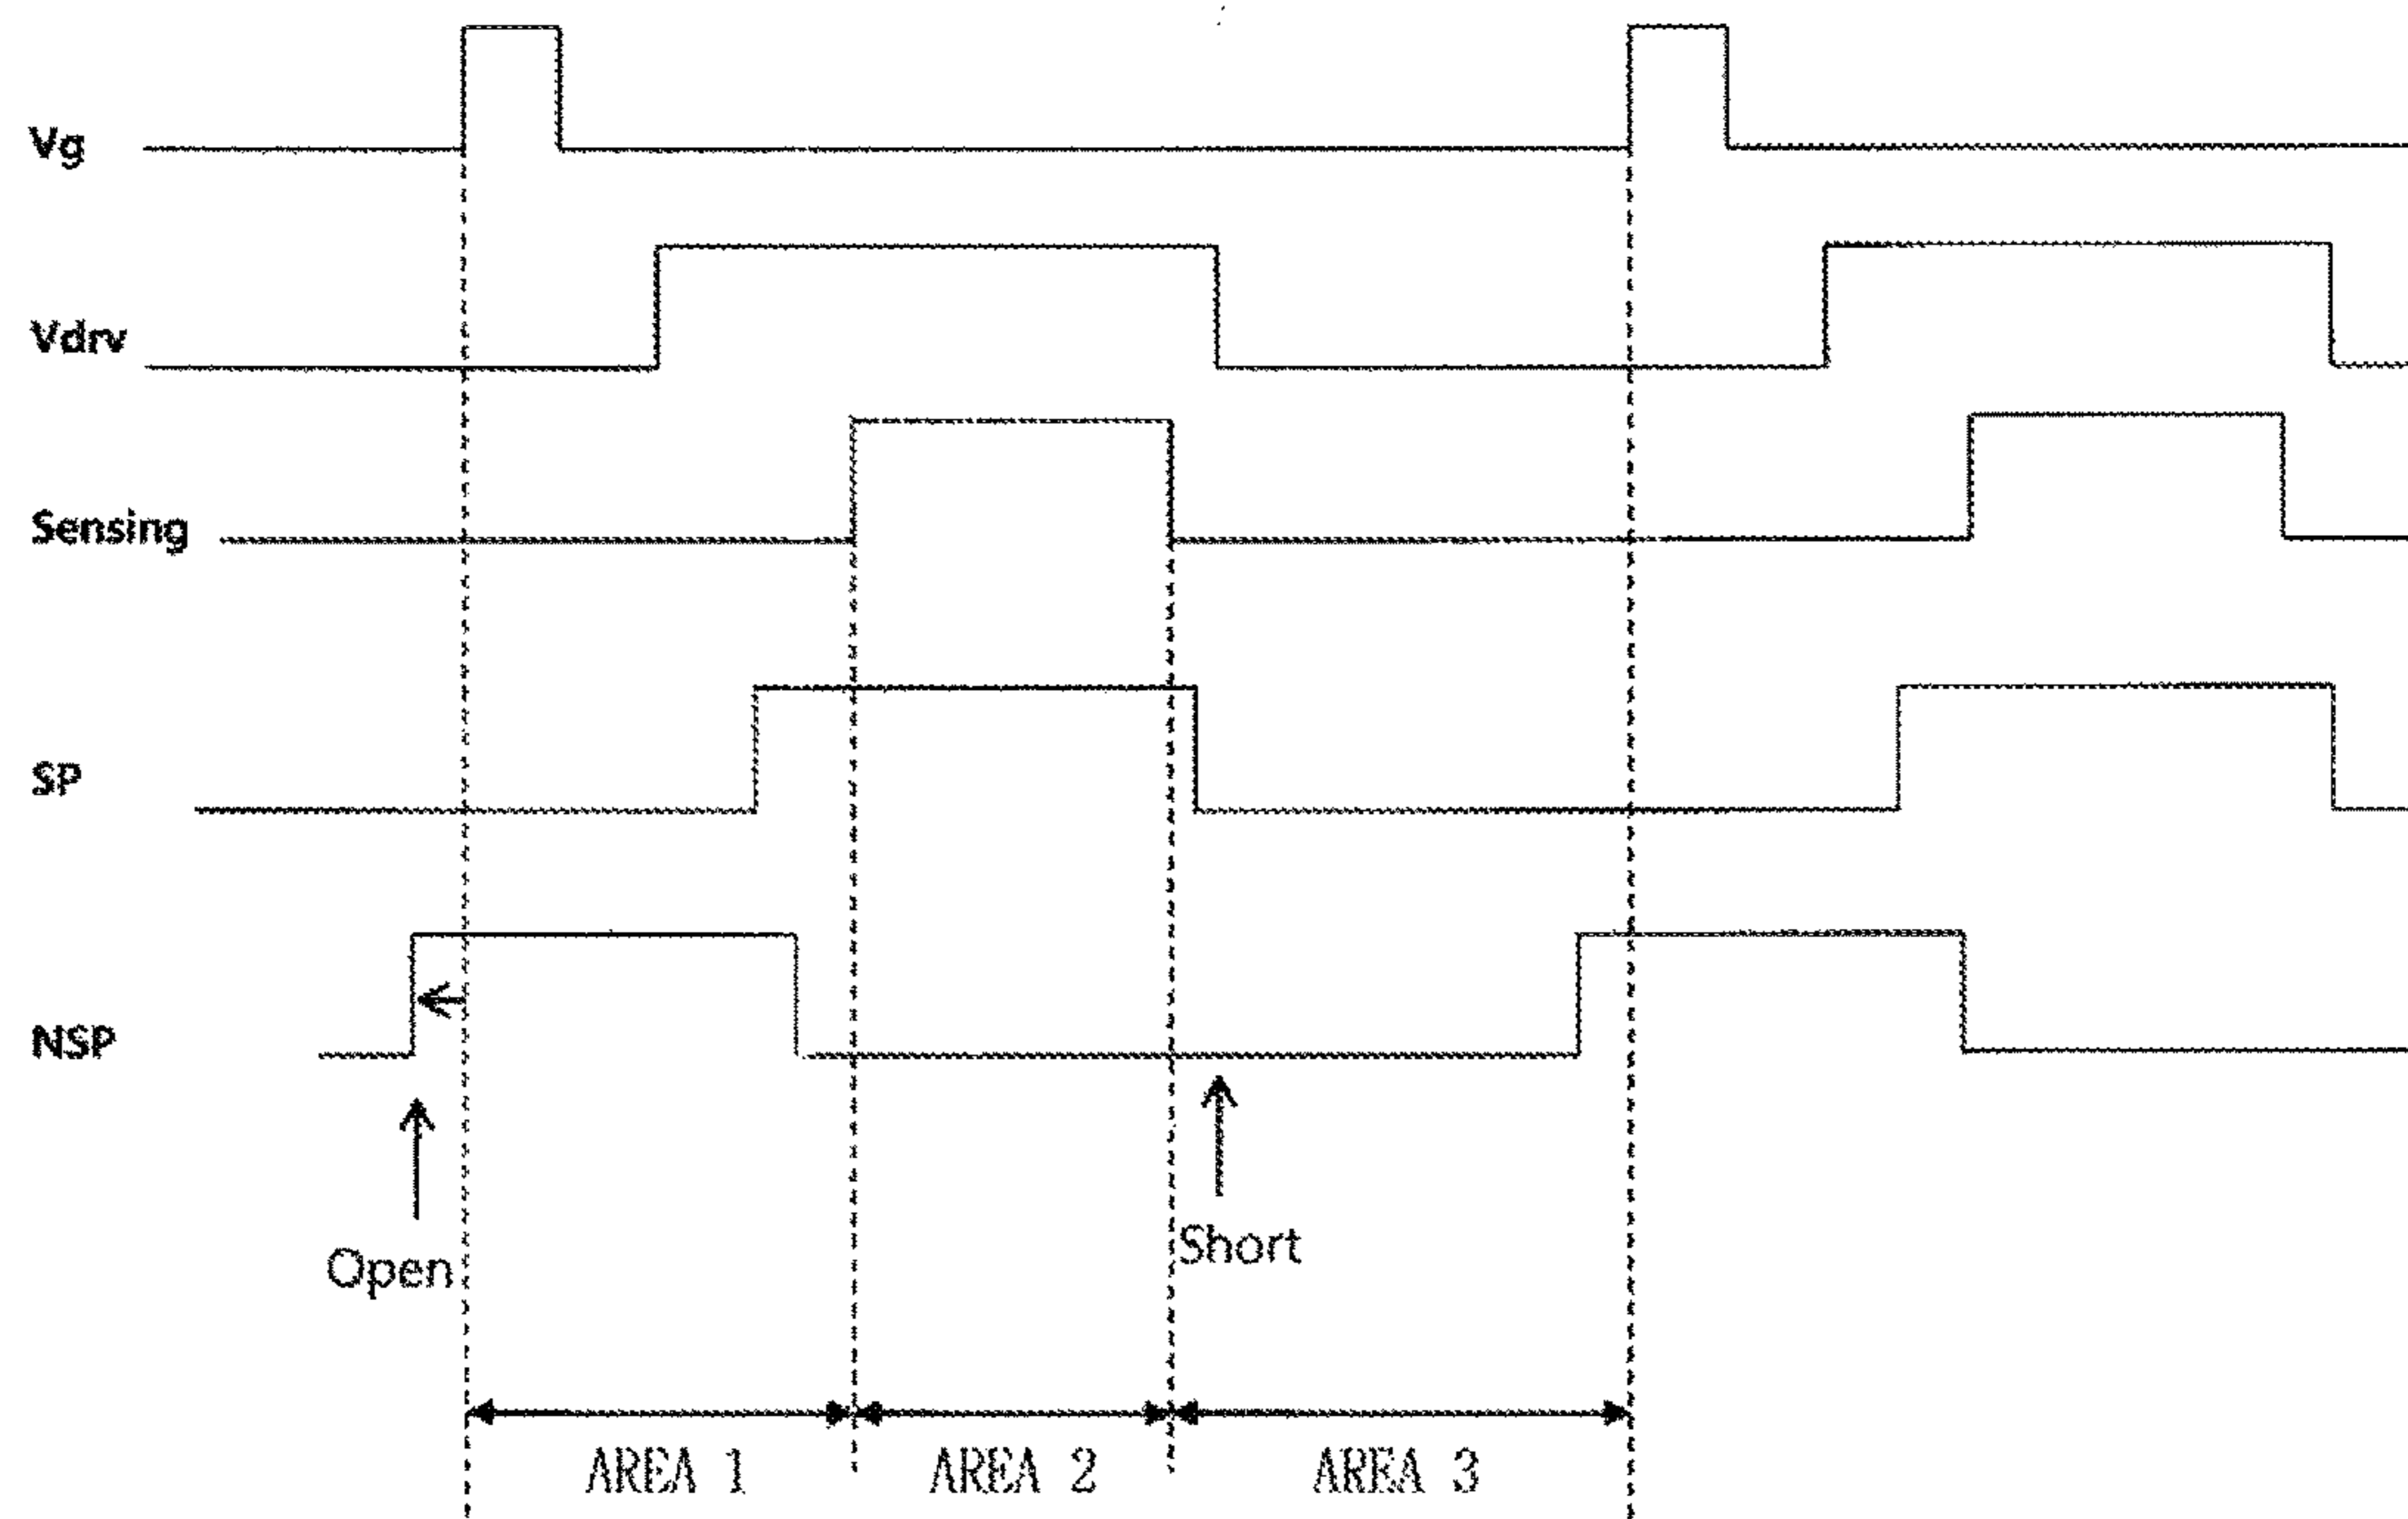 Vg
Vdrv
Sensing
SP
NSP
Open
Short
AREA 1
AREA 2
AREA 3